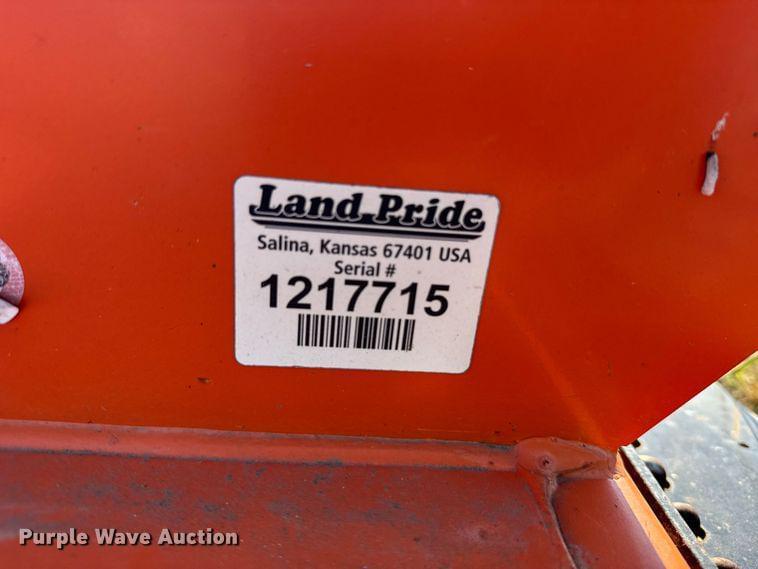 Land Pride
Salina, Kansas 67401 USA
Serial #
1217715
Purple Wave Auction